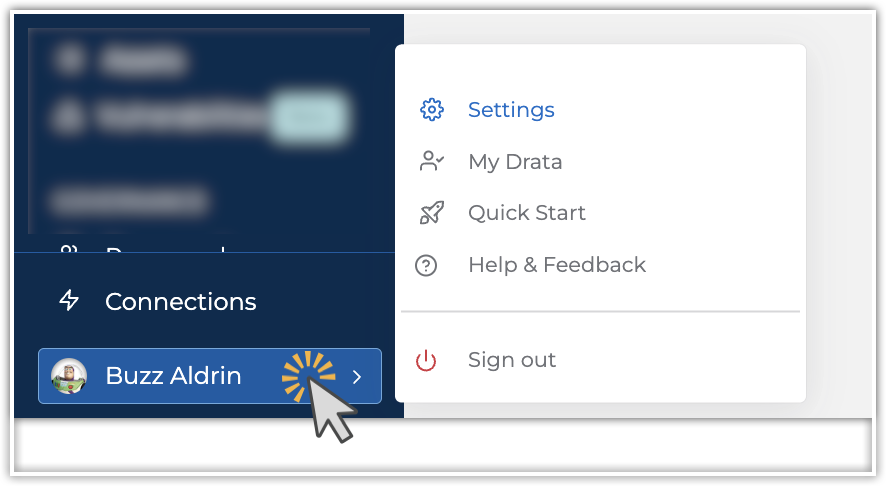 Connections
Buzz Aldrin
Settings
My Drata
Quick Start
Help & Feedback
Sign out